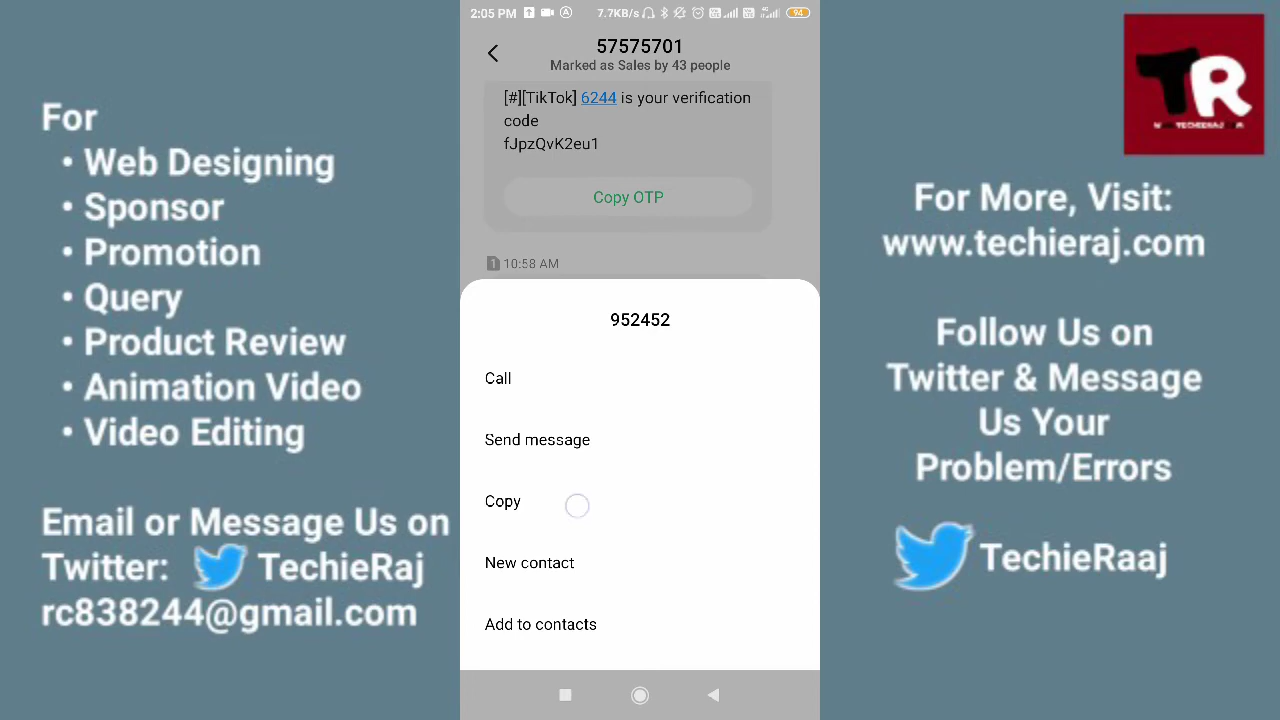 For
• Web Designing
• Sponsor
• Promotion
• Query
• Product Review
• Animation Video
• Video Editing
Email or Message Us on
Twitter: TechieRaj
rc838244@gmail.com
2:05 PM 7.7KB/s 4G 94
57575701
Marked as Sales by 43 people
[#][TikTok] 6244 is your verification
code
fJpzQvK2eu1
Copy OTP
1 10:58 AM
952452
Call
Send message
Copy
New contact
Add to contacts
TR
For More, Visit:
www.techieraj.com
Follow Us on
Twitter & Message
Us Your
Problem/Errors
TechieRaaj